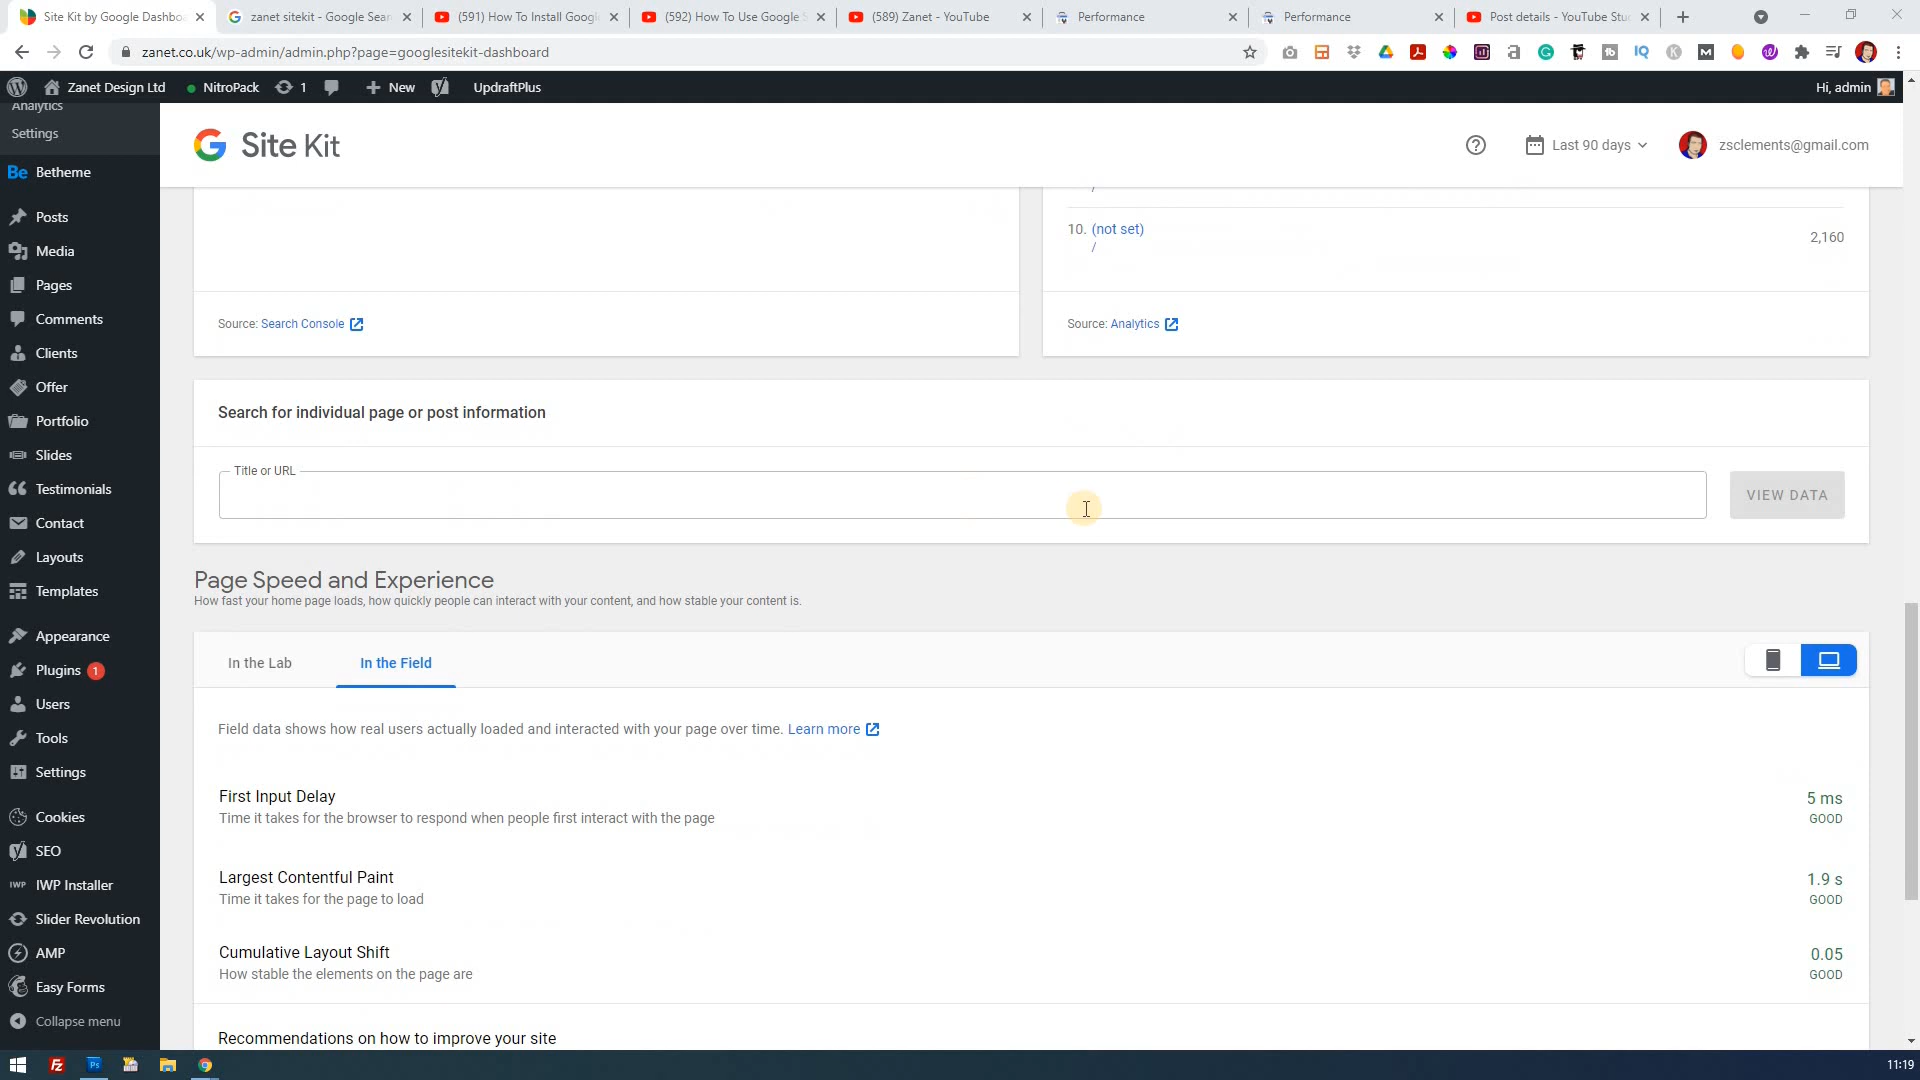 Site Kit by Google Dashboa
zanet sitekit - Google Sear
(591) How To Install Googl
(592) How To Use Google S
(589) Zanet - YouTube
Performance
Performance
Post details - YouTube Stu
zanet.co.uk/wp-admin/admin.php?page=googlesitekit-dashboard
Zanet Design Ltd
NitroPack
1
New
UpdraftPlus
Hi, admin
Analytics
Settings
Be Betheme
Posts
Media
Pages
Comments
Clients
Offer
Portfolio
Slides
Testimonials
Contact
Layouts
Templates
Appearance
Plugins 1
Users
Tools
Settings
Cookies
SEO
IWP IWP Installer
Slider Revolution
AMP
Easy Forms
Collapse menu
G Site Kit
Last 90 days
zsclements@gmail.com
/
10. (not set)
/
2,160
Source: Search Console
Source: Analytics
Search for individual page or post information
Title or URL
VIEW DATA
Page Speed and Experience
How fast your home page loads, how quickly people can interact with your content, and how stable your content is.
In the Lab
In the Field
Field data shows how real users actually loaded and interacted with your page over time. Learn more
First Input Delay
Time it takes for the browser to respond when people first interact with the page
5 ms
GOOD
Largest Contentful Paint
Time it takes for the page to load
1.9 s
GOOD
Cumulative Layout Shift
How stable the elements on the page are
0.05
GOOD
Recommendations on how to improve your site
Fz
Ps
11:19